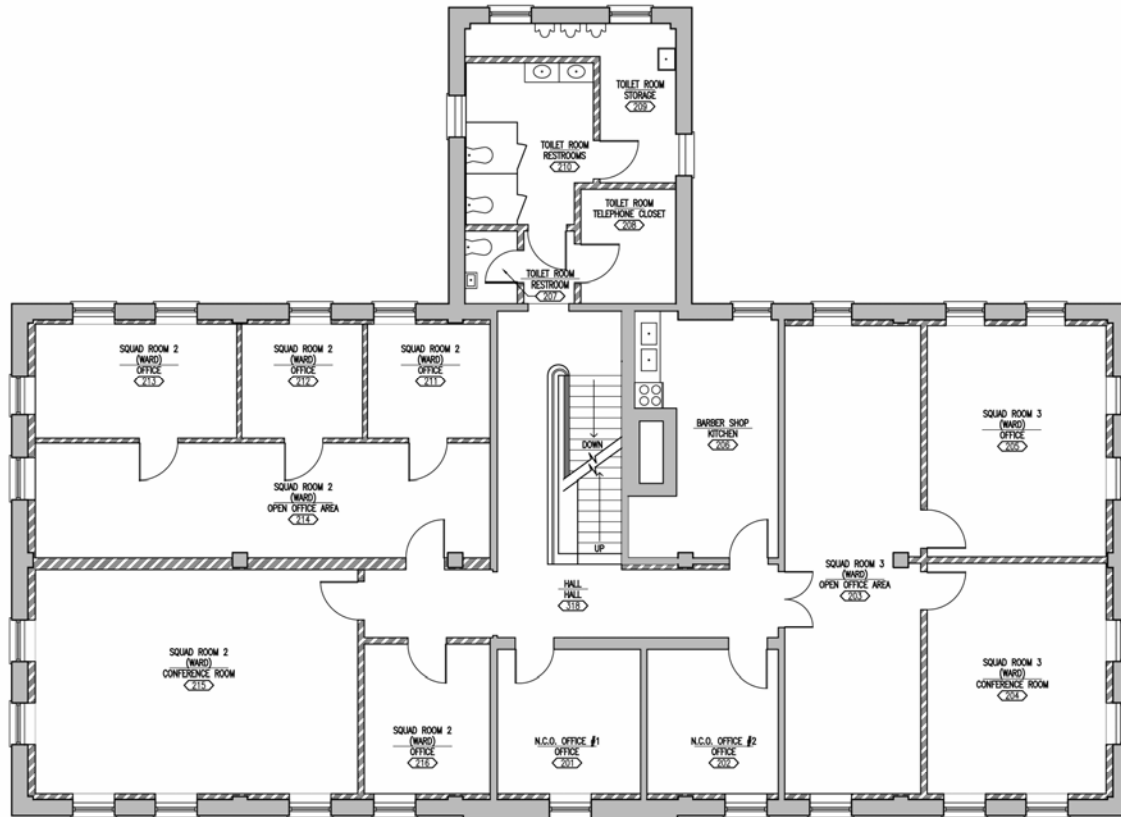 TOILET ROOM
STORAGE
209
TOILET ROOM
RESTROOMS
210
TOILET ROOM
TELEPHONE CLOSET
208
TOILET ROOM
RESTROOM
207
SQUAD ROOM 2
(WARD)
OFFICE
213
SQUAD ROOM 2
(WARD)
OFFICE
212
SQUAD ROOM 2
(WARD)
OFFICE
211
SQUAD ROOM 2
(WARD)
OPEN OFFICE AREA
214
DOWN
UP
BARBER SHOP
KITCHEN
206
SQUAD ROOM 3
(WARD)
OFFICE
205
SQUAD ROOM 3
(WARD)
OPEN OFFICE AREA
203
HALL
HALL
318
SQUAD ROOM 2
(WARD)
CONFERENCE ROOM
215
SQUAD ROOM 2
(WARD)
OFFICE
216
N.C.O. OFFICE #1
OFFICE
201
N.C.O. OFFICE #2
OFFICE
202
SQUAD ROOM 3
(WARD)
CONFERENCE ROOM
204